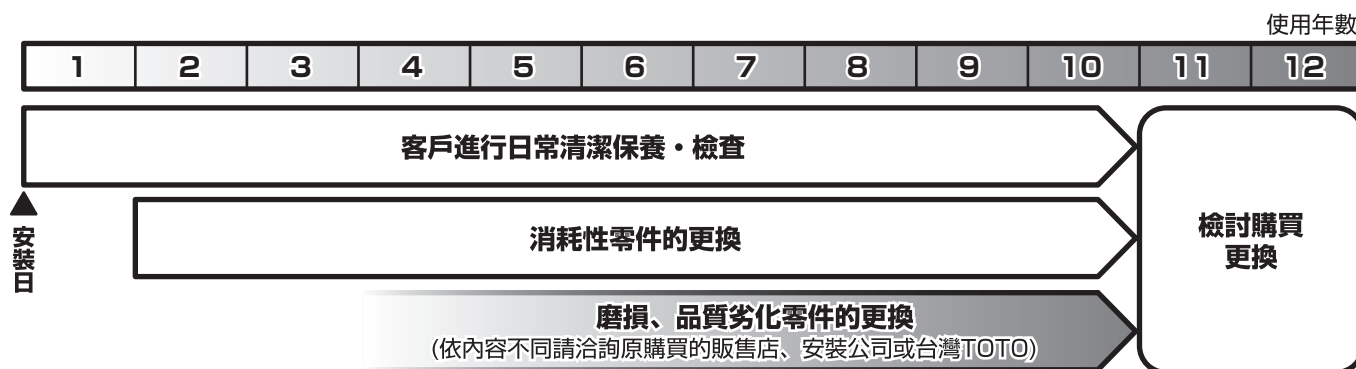 使用年數
1 2 3 4 5 6 7 8 9 10 11 12
客戶進行日常清潔保養・檢查
安裝日
消耗性零件的更換
檢討購買
更換
磨損、品質劣化零件的更換
(依內容不同請洽詢原購買的販售店、安裝公司或台灣TOTO)